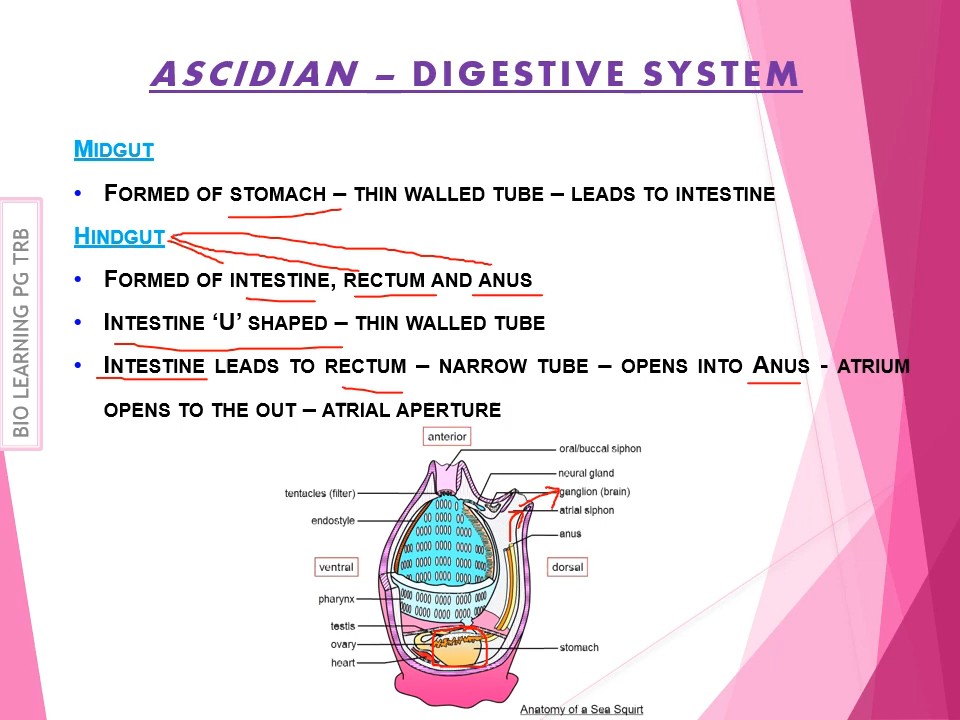 ASCIDIAN – DIGESTIVE SYSTEM
MIDGUT
• FORMED OF STOMACH – THIN WALLED TUBE – LEADS TO INTESTINE
HINDGUT
• FORMED OF INTESTINE, RECTUM AND ANUS
• INTESTINE ‘U’ SHAPED – THIN WALLED TUBE
• INTESTINE LEADS TO RECTUM – NARROW TUBE – OPENS INTO ANUS - ATRIUM
OPENS TO THE OUT – ATRIAL APERTURE
BIO LEARNING PG TRB
anterior
oral/buccal siphon
neural gland
tentacles (filter)
ganglion (brain)
atrial siphon
endostyle
anus
ventral
dorsal
pharynx
testis
ovary
stomach
heart
Anatomy of a Sea Squirt